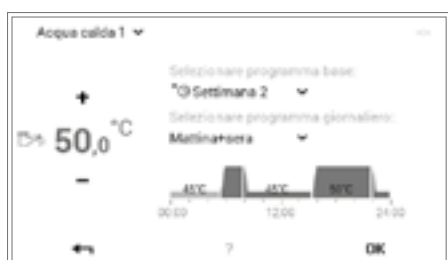 Acqua calda 1
Selezionare programma base:
Settimana 2
+
50,0 °C
Selezionare programma giornaliero:
Mattina+sera
−
45°C 45°C 50°C
00:00 12:00 24:00
? OK